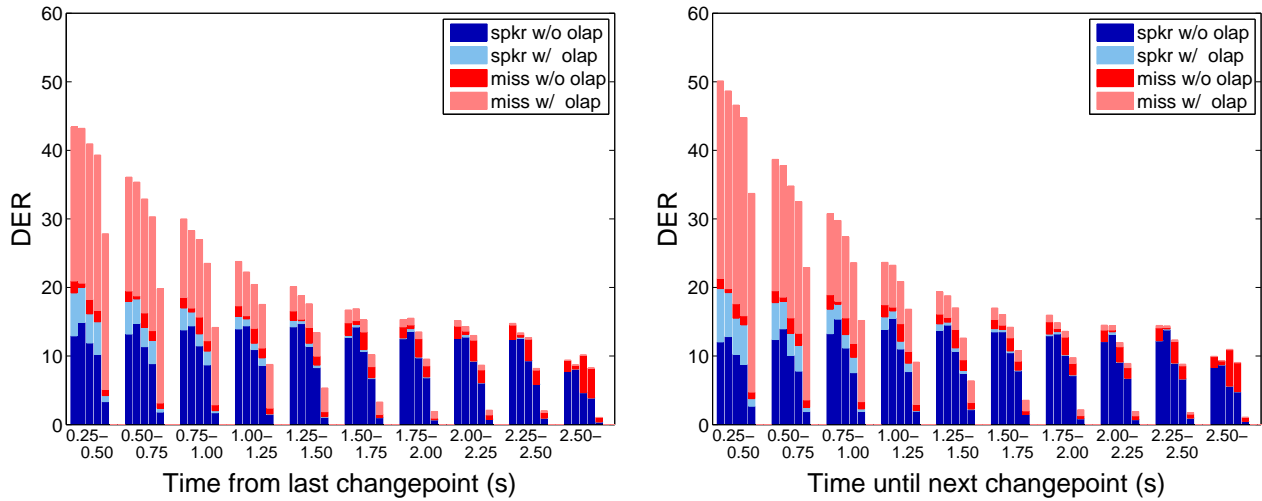 60
50
40
30
20
10
0
DER
spkr w/o olap
spkr w/ olap
miss w/o olap
miss w/ olap
0.25– 0.50– 0.75– 1.00– 1.25– 1.50– 1.75– 2.00– 2.25– 2.50–
0.50 0.75 1.00 1.25 1.50 1.75 2.00 2.25 2.50
Time from last changepoint (s)
60
50
40
30
20
10
0
DER
spkr w/o olap
spkr w/ olap
miss w/o olap
miss w/ olap
0.25– 0.50– 0.75– 1.00– 1.25– 1.50– 1.75– 2.00– 2.25– 2.50–
0.50 0.75 1.00 1.25 1.50 1.75 2.00 2.25 2.50
Time until next changepoint (s)